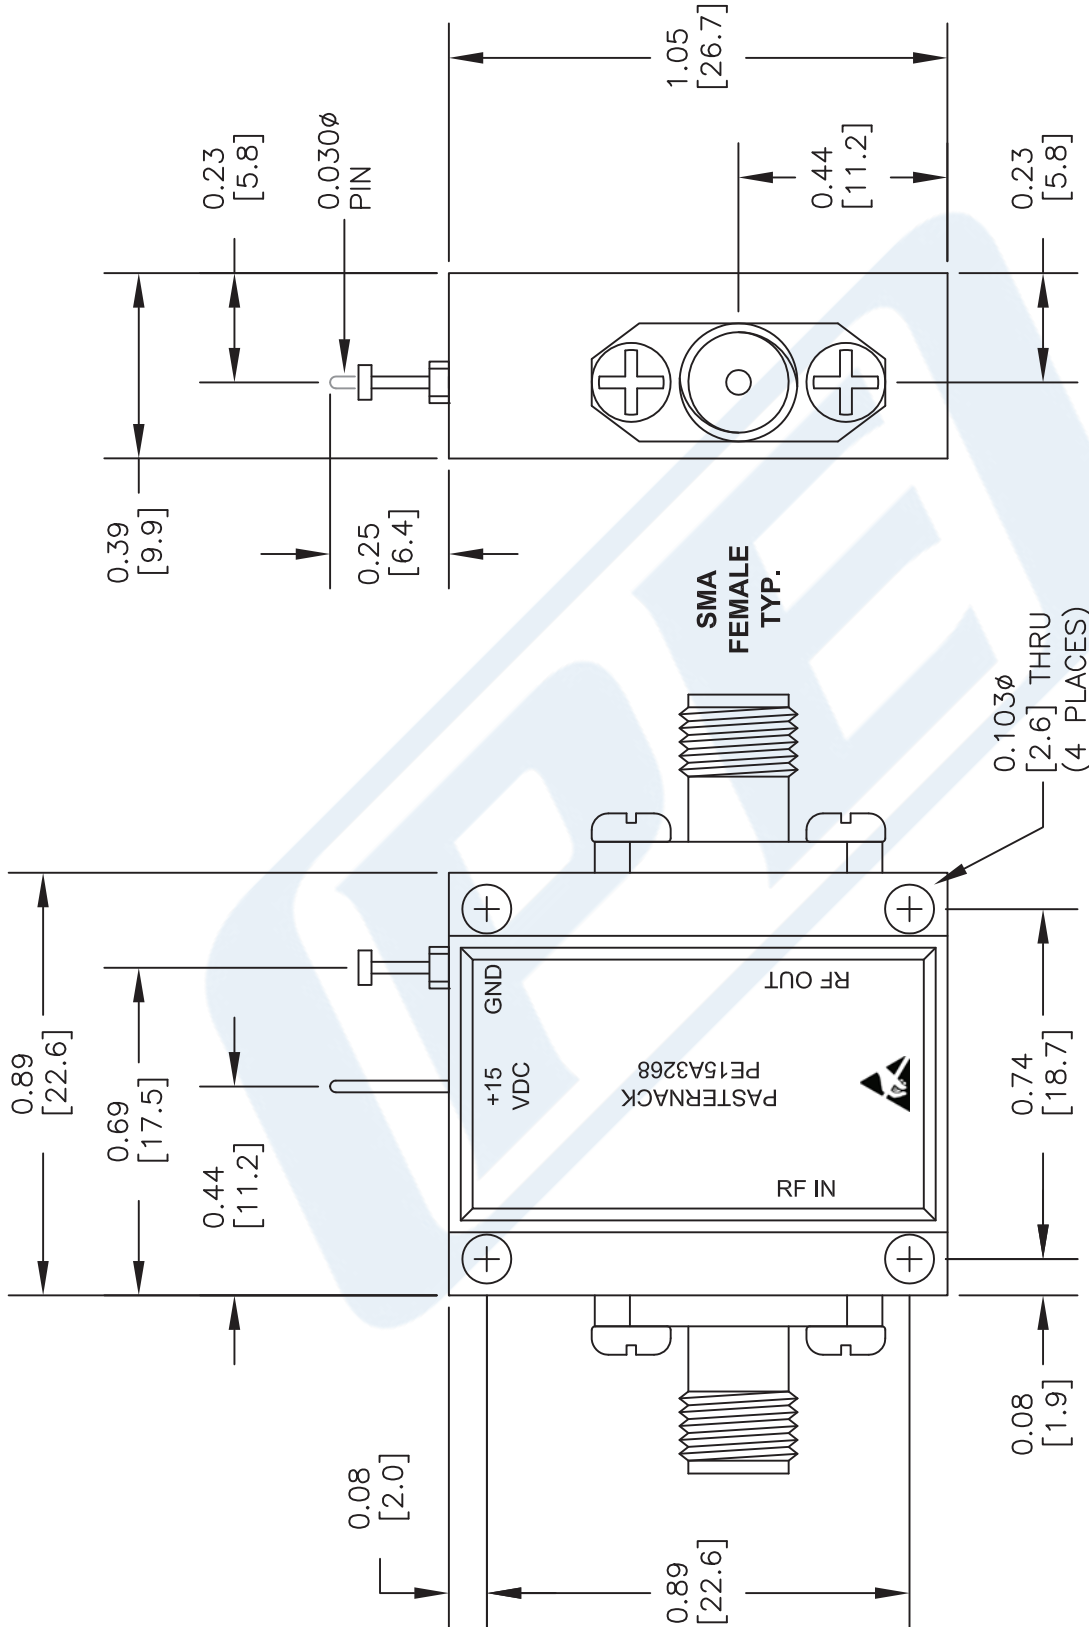 0.89
[22.6]
0.69
[17.5]
0.44
[11.2]
0.39
[9.9]
0.23
[5.8]
0.030ø
PIN
0.25
[6.4]
1.05
[26.7]
0.44
[11.2]
0.23
[5.8]
SMA
FEMALE
TYP.
0.103ø
[2.6] THRU
(4 PLACES)
GND
+15
VDC
RF OUT
PASTERNACK
PE15A3268
RF IN
0.74
[18.7]
0.08
[1.9]
0.08
[2.0]
0.89
[22.6]
PE